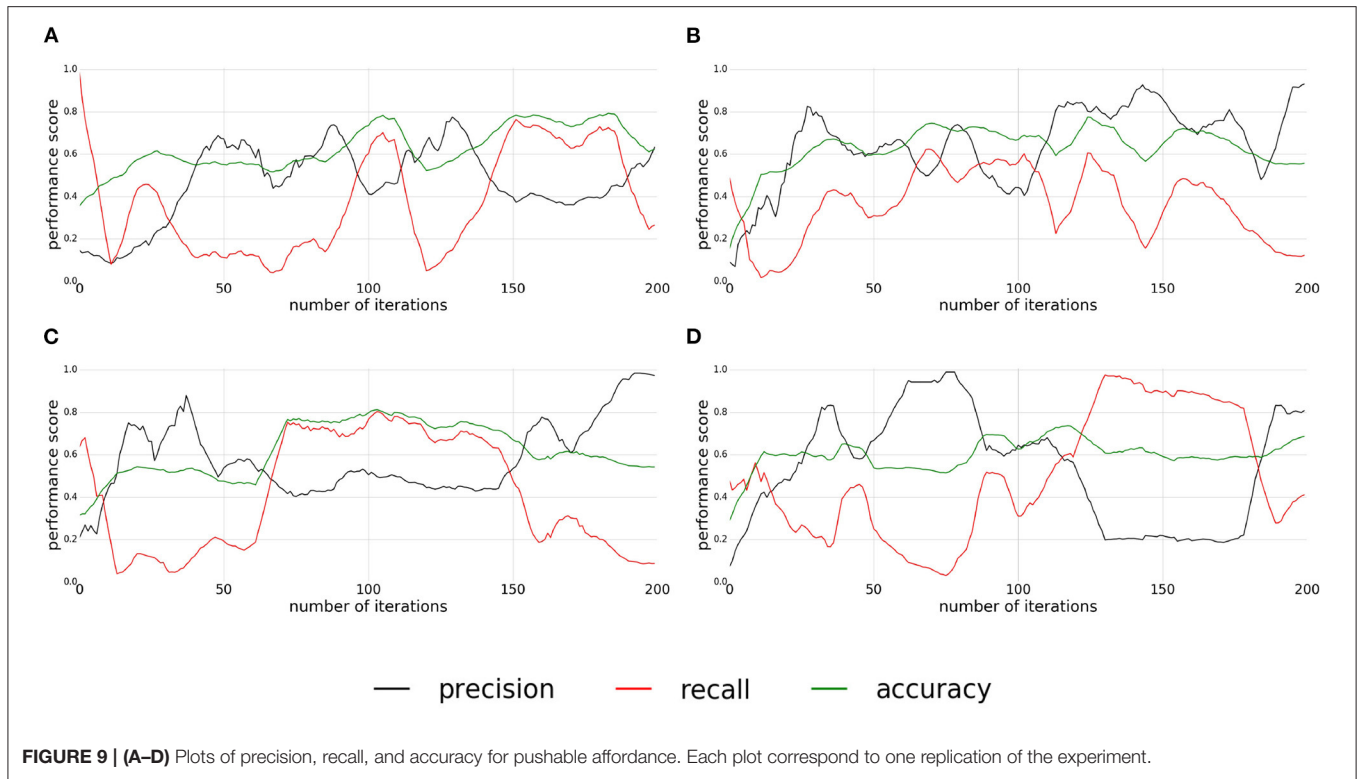 A
1.0
0.8
0.6
0.4
0.2
0.0
performance score
0 50 100 150 200
number of iterations
B
1.0
0.8
0.6
0.4
0.2
0.0
performance score
0 50 100 150 200
number of iterations
C
1.0
0.8
0.6
0.4
0.2
0.0
performance score
0 50 100 150 200
number of iterations
D
1.0
0.8
0.6
0.4
0.2
0.0
performance score
0 50 100 150 200
number of iterations
precision recall accuracy
FIGURE 9 | (A–D) Plots of precision, recall, and accuracy for pushable affordance. Each plot correspond to one replication of the experiment.